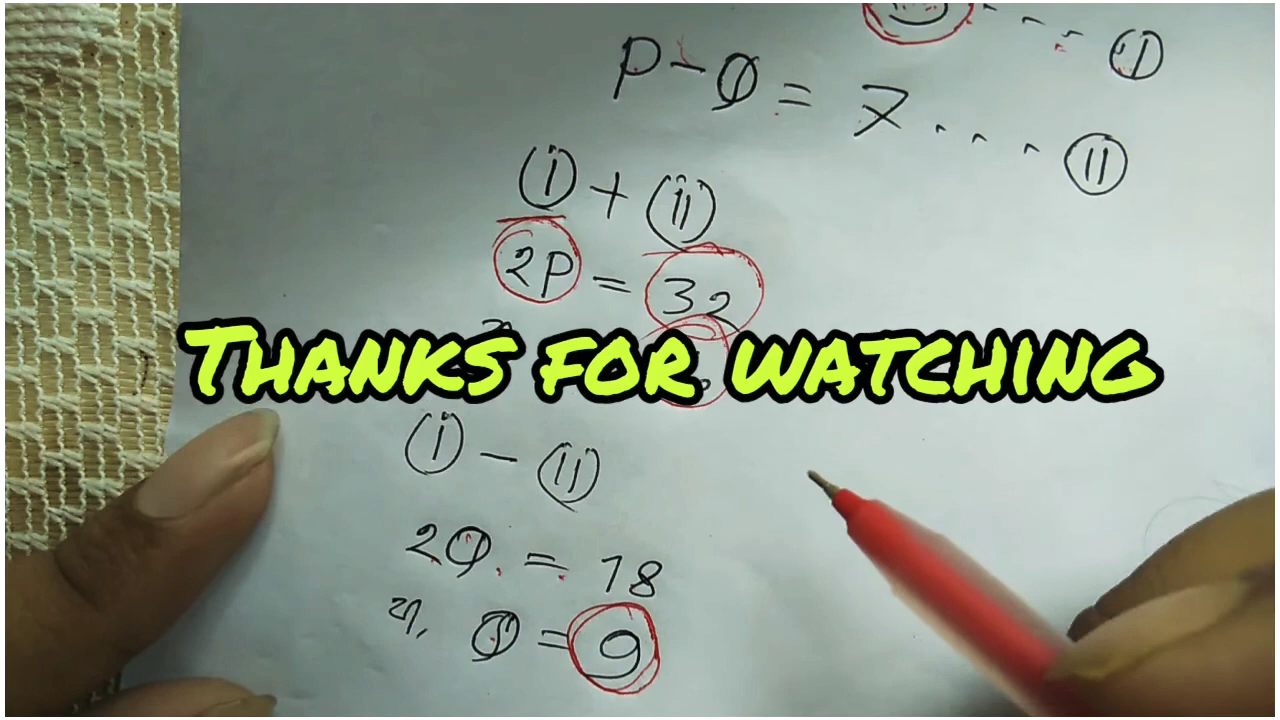 ... (i)
P - Q = 7 ... (ii)
(i) + (ii)
2P = 32
Thanks for watching
(i) - (ii)
2Q = 18
বা, Q = 9